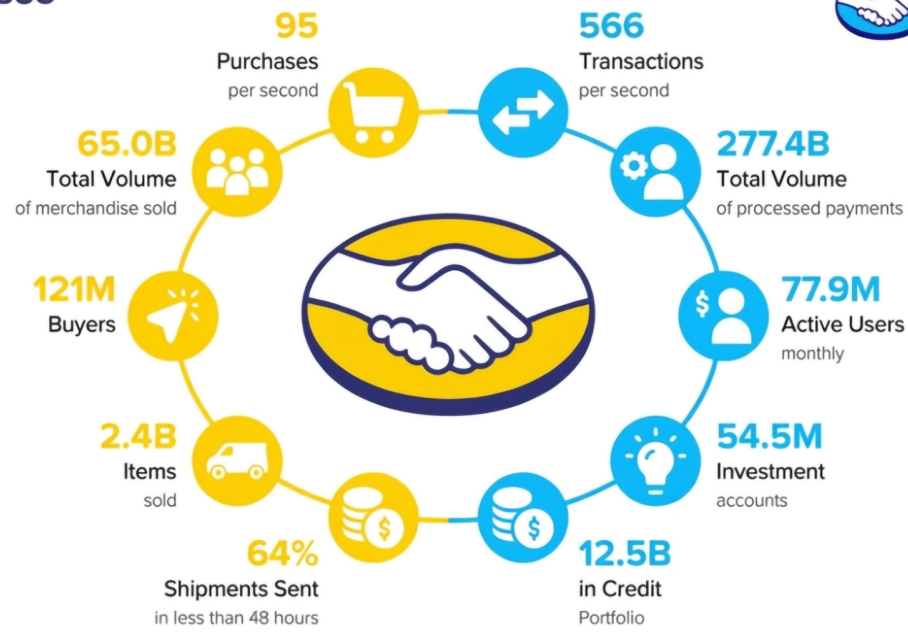 95
Purchases
per second
566
Transactions
per second
65.0B
Total Volume
of merchandise sold
277.4B
Total Volume
of processed payments
121M
Buyers
77.9M
Active Users
monthly
2.4B
Items
sold
54.5M
Investment
accounts
64%
Shipments Sent
in less than 48 hours
12.5B
in Credit
Portfolio
$
$
$